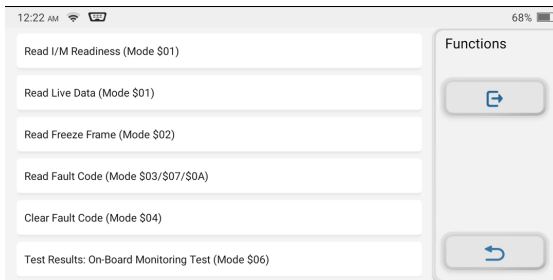 12:22 AM
68%
Functions
Read I/M Readiness (Mode $01)
Read Live Data (Mode $01)
Read Freeze Frame (Mode $02)
Read Fault Code (Mode $03/$07/$0A)
Clear Fault Code (Mode $04)
Test Results: On-Board Monitoring Test (Mode $06)